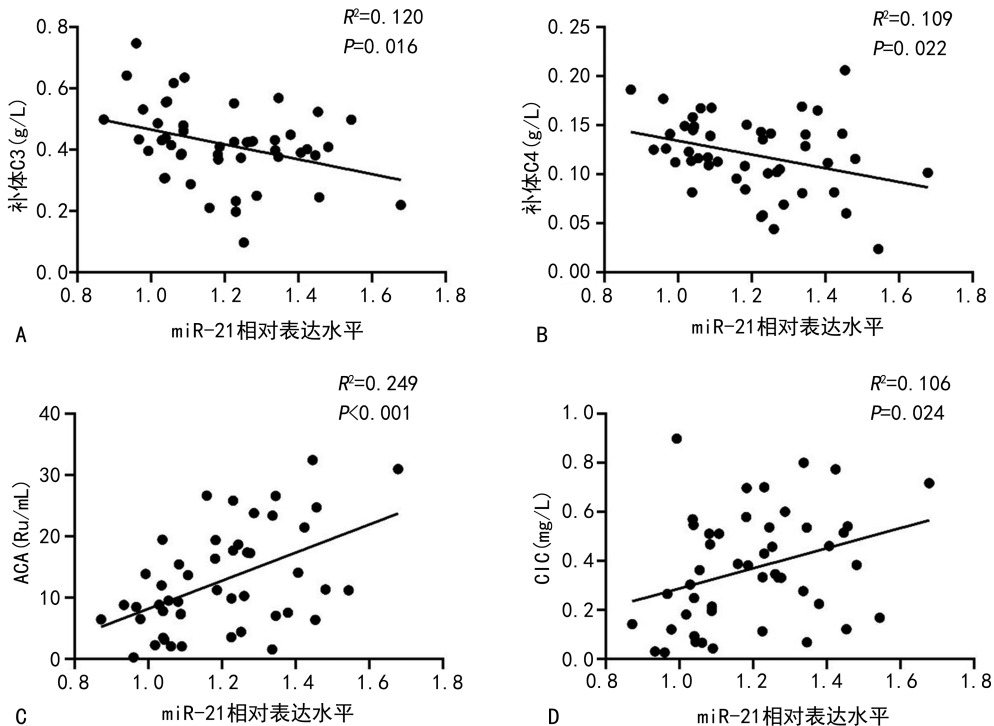 R²=0.120
P=0.016
补体C3(g/L)
0.8
0.6
0.4
0.2
0.0
0.8 1.0 1.2 1.4 1.6 1.8
A miR-21相对表达水平
R²=0.109
P=0.022
补体C4(g/L)
0.25
0.20
0.15
0.10
0.05
0.00
0.8 1.0 1.2 1.4 1.6 1.8
B miR-21相对表达水平
R²=0.249
P<0.001
ACA(Ru/mL)
40
30
20
10
0
0.8 1.0 1.2 1.4 1.6 1.8
C miR-21相对表达水平
R²=0.106
P=0.024
CIC(mg/L)
1.0
0.8
0.6
0.4
0.2
0.0
0.8 1.0 1.2 1.4 1.6 1.8
D miR-21相对表达水平